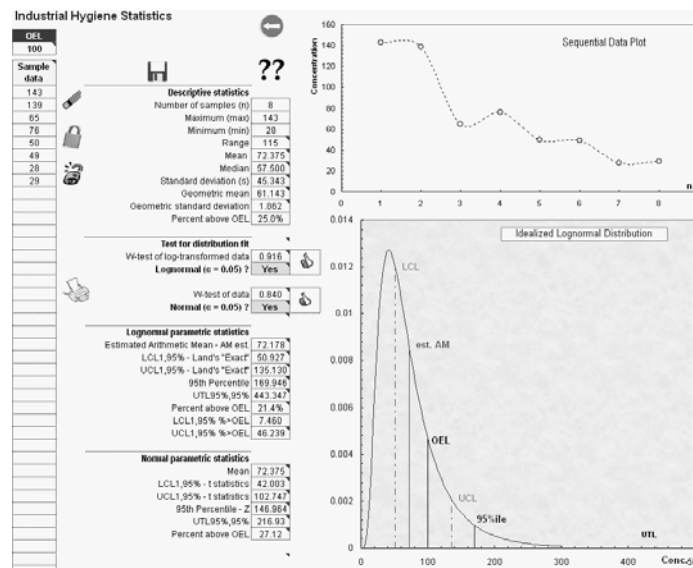 Industrial Hygiene Statistics
OEL
100
Sample
data
143
139
65
76
50
49
28
29
??
Descriptive statistics
Number of samples (n) 8
Maximum (max) 143
Minimum (min) 28
Range 115
Mean 72.375
Median 57.500
Standard deviation (s) 45.343
Geometric mean 61.143
Geometric standard deviation 1.862
Percent above OEL 25.0%
Test for distribution fit
W-test of log-transformed data 0.916
Lognormal (α = 0.05) ? Yes
W-test of data 0.840
Normal (α = 0.05) ? Yes
Lognormal parametric statistics
Estimated Arithmetic Mean - AM est. 72.178
LCL1,95% - Land's "Exact" 50.927
UCL1,95% - Land's "Exact" 135.130
95th Percentile 169.946
UTL95%,95% 443.347
Percent above OEL 21.4%
LCL1,95% %>OEL 7.460
UCL1,95% %>OEL 46.239
Normal parametric statistics
Mean 72.375
LCL1,95% - t statistics 42.003
UCL1,95% - t statistics 102.747
95th Percentile - Z 146.964
UTL95%,95% 216.93
Percent above OEL 27.12
Sequential Data Plot
Concentration
160
140
120
100
80
60
40
20
0
0 1 2 3 4 5 6 7 8
n
Idealized Lognormal Distribution
0.014
0.012
0.01
0.008
0.006
0.004
0.002
0
LCL
est. AM
OEL
UCL
95%ile
UTL
0 100 200 300 400
Conc.